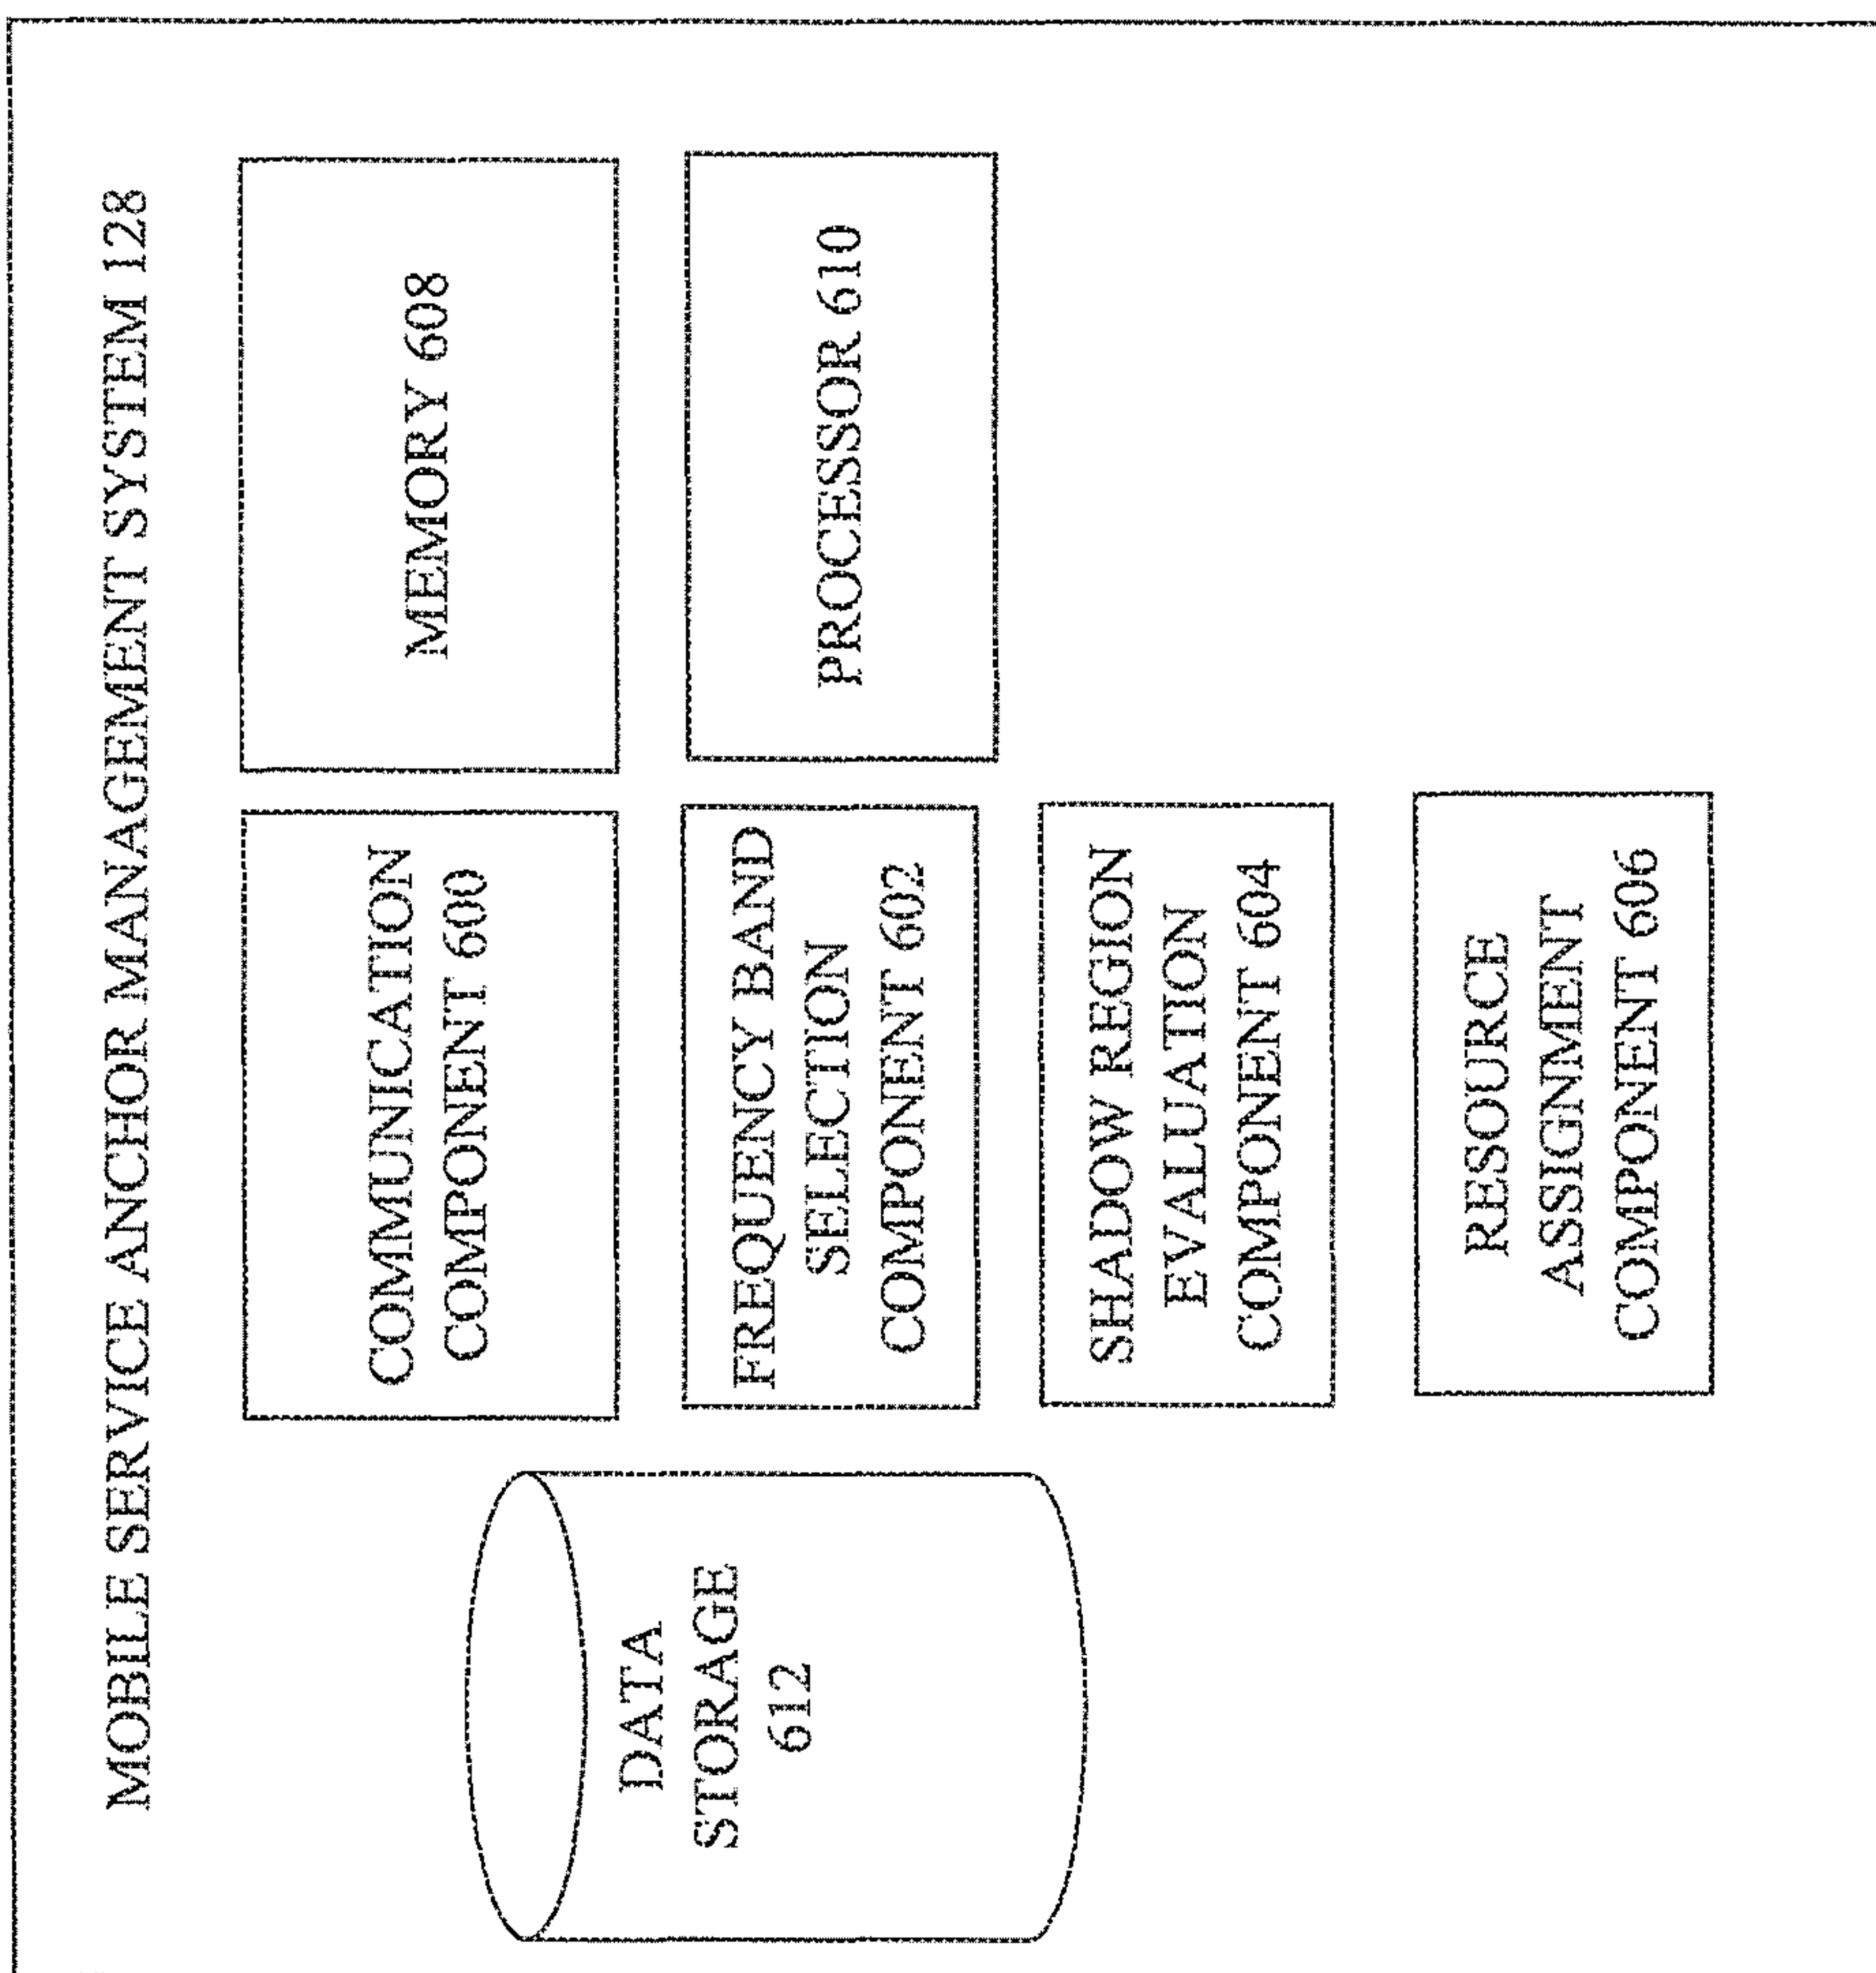 MOBILE SERVICE ANCHOR MANAGEMENT SYSTEM 128
DATA
STORAGE
612
COMMUNICATION
COMPONENT 600
FREQUENCY BAND
SELECTION
COMPONENT 602
SHADOW REGION
EVALUATION
COMPONENT 604
RESOURCE
ASSIGNMENT
COMPONENT 606
MEMORY 608
PROCESSOR 610